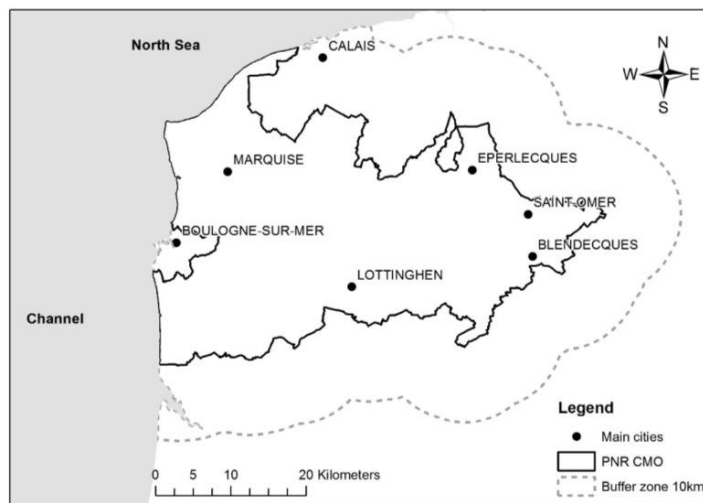 North Sea
CALAIS
N
W E
S
MARQUISE
EPERLECQUES
SAINT-OMER
BOULOGNE-SUR-MER
BLENDECQUES
LOTTINGHEN
Channel
Legend
Main cities
PNR CMO
Buffer zone 10km
0 5 10 20 Kilometers